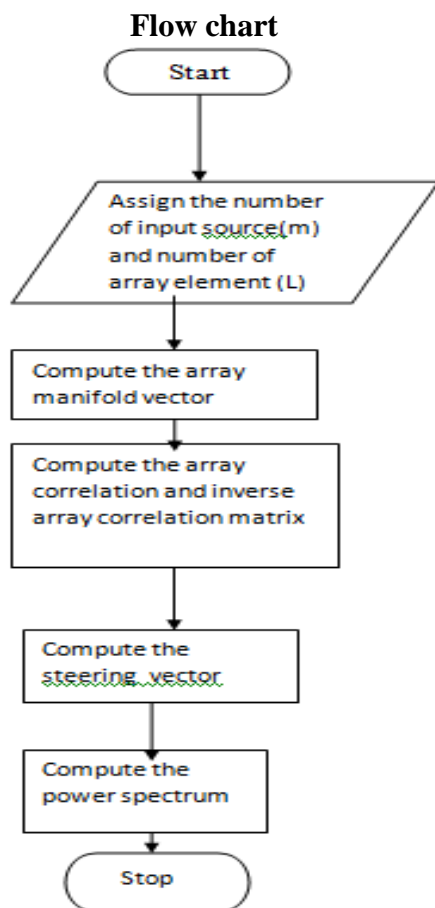 Flow chart
Start
Assign the number
of input source(m)
and number of
array element (L)
Compute the array
manifold vector
Compute the array
correlation and inverse
array correlation matrix
Compute the
steering vector
Compute the
power spectrum
Stop